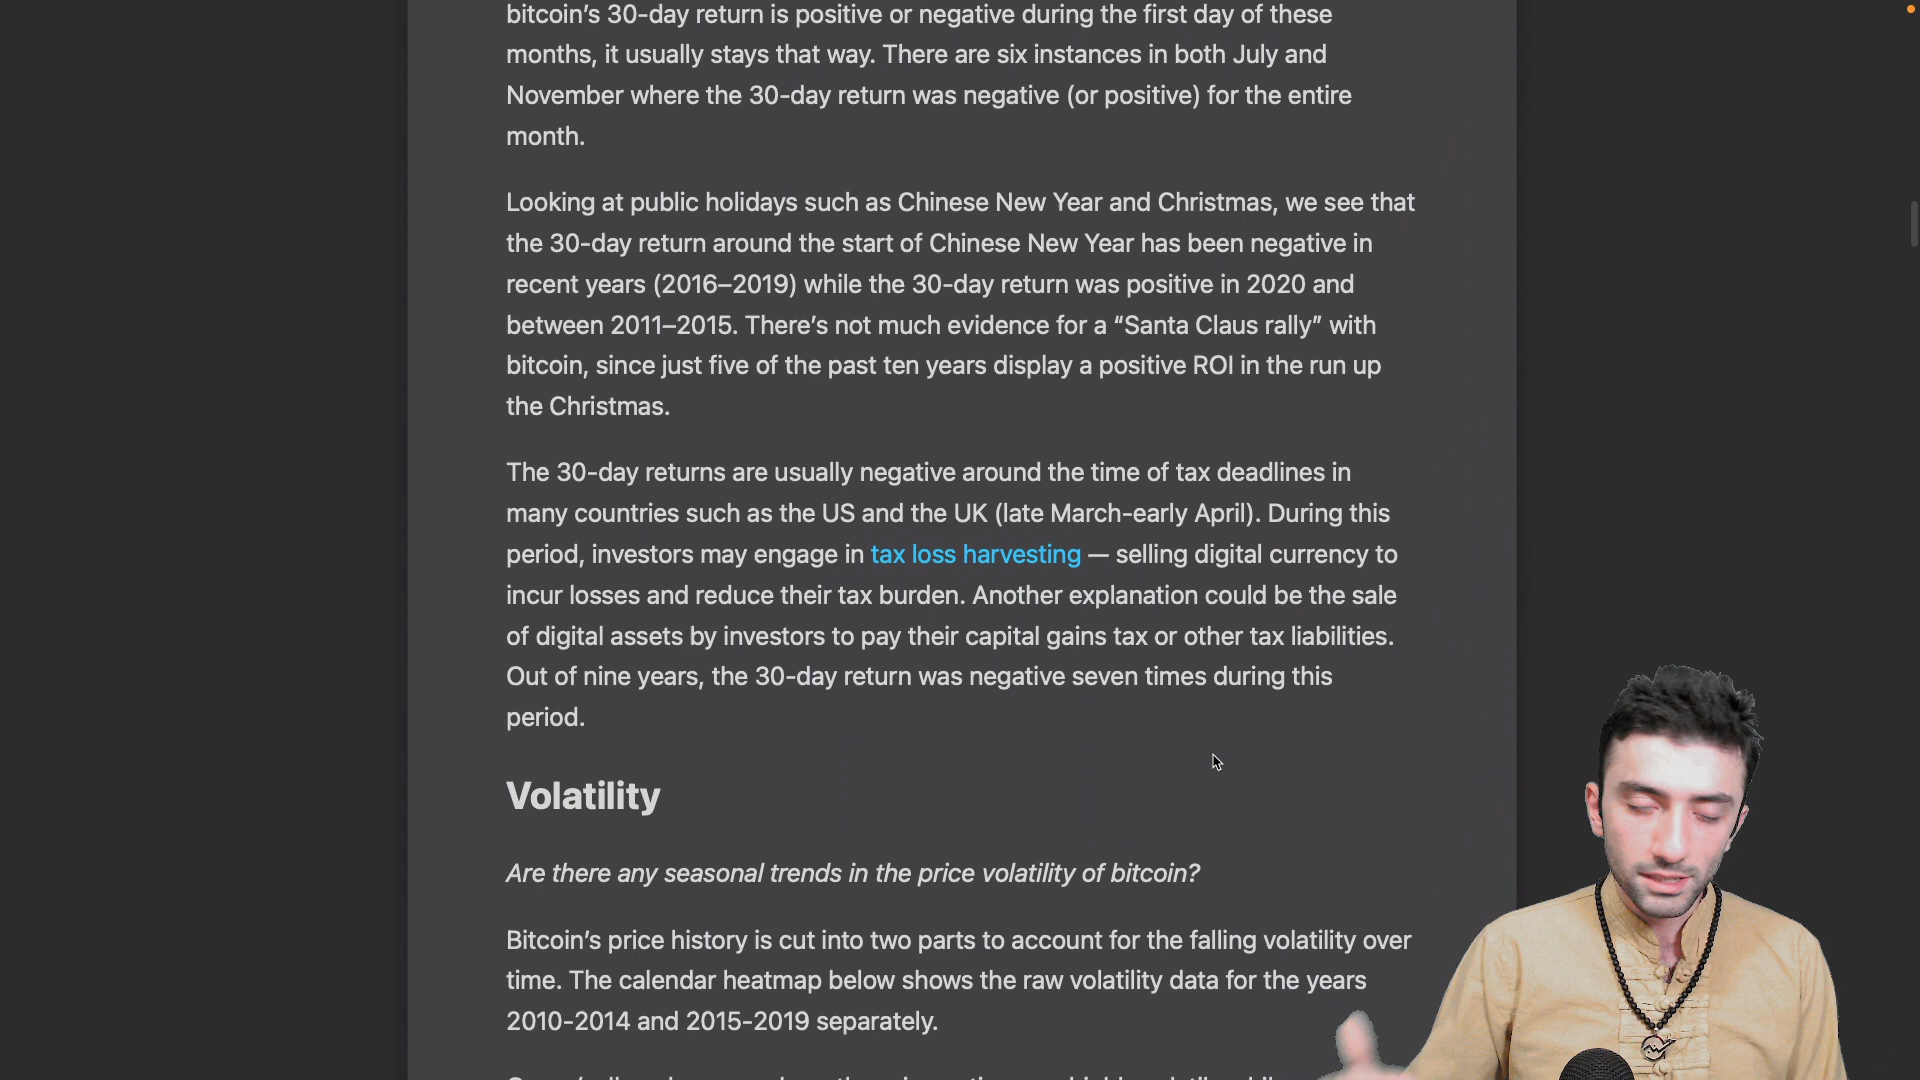 bitcoin’s 30-day return is positive or negative during the first day of these
months, it usually stays that way. There are six instances in both July and
November where the 30-day return was negative (or positive) for the entire
month.
Looking at public holidays such as Chinese New Year and Christmas, we see that
the 30-day return around the start of Chinese New Year has been negative in
recent years (2016–2019) while the 30-day return was positive in 2020 and
between 2011–2015. There’s not much evidence for a “Santa Claus rally” with
bitcoin, since just five of the past ten years display a positive ROI in the run up
the Christmas.
The 30-day returns are usually negative around the time of tax deadlines in
many countries such as the US and the UK (late March-early April). During this
period, investors may engage in tax loss harvesting — selling digital currency to
incur losses and reduce their tax burden. Another explanation could be the sale
of digital assets by investors to pay their capital gains tax or other tax liabilities.
Out of nine years, the 30-day return was negative seven times during this
period.
Volatility
Are there any seasonal trends in the price volatility of bitcoin?
Bitcoin’s price history is cut into two parts to account for the falling volatility over
time. The calendar heatmap below shows the raw volatility data for the years
2010-2014 and 2015-2019 separately.